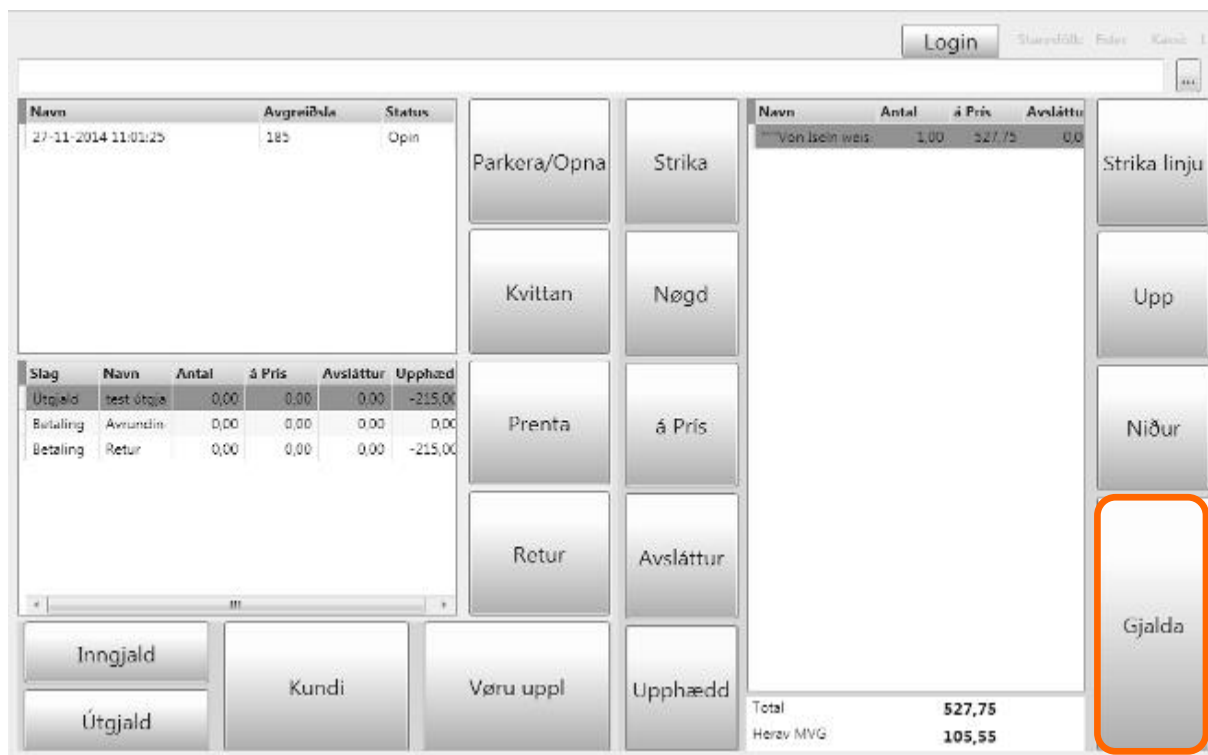 Login
...
Navn Avgreiðsla Status
27-11-2014 11:01:25 185 Opin
Parkera/Opna
Strika
Navn Antal á Prís Avsláttu
1,00 527,75 0,0
Strika linju
Kvittan
Nøgd
Upp
Slag Navn Antal á Prís Avsláttur Upphæd
Útgjald test útgja 0,00 0,00 0,00 -215,00
Betaling Avrundin 0,00 0,00 0,00 0,00
Betaling Retur 0,00 0,00 0,00 -215,00
Prenta
á Prís
Niður
Retur
Avsláttur
Gjalda
Inngjald
Útgjald
Kundi
Vøru uppl
Upphædd
Total 527,75
Herav MVG 105,55